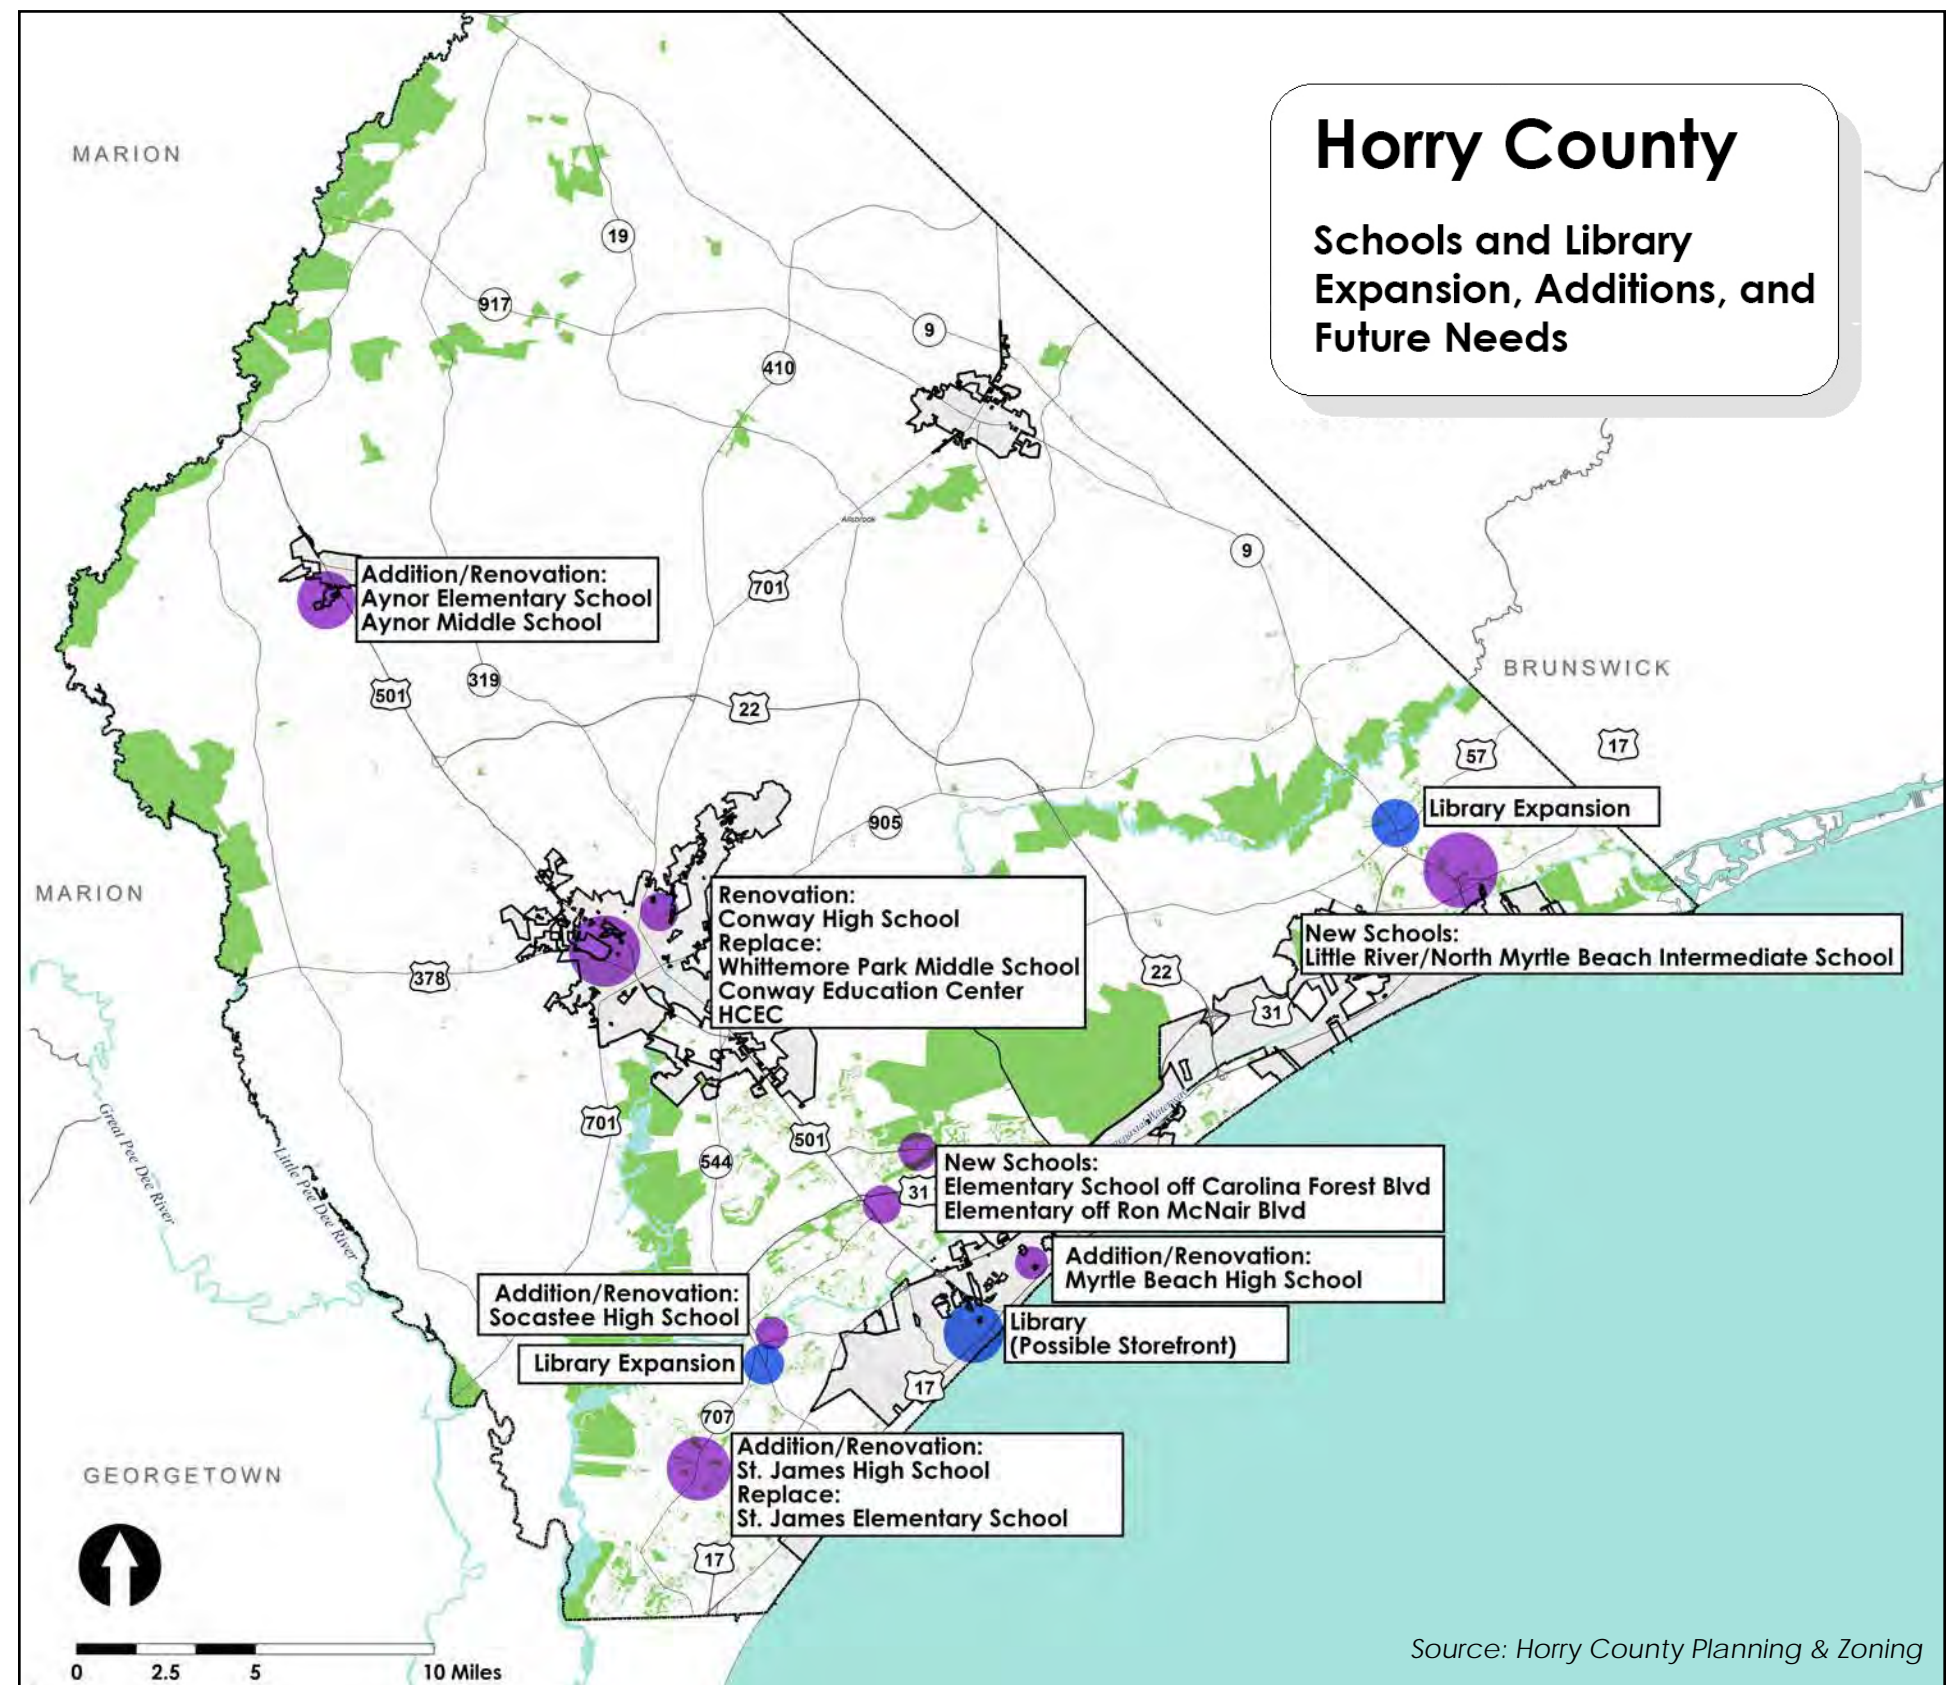 Horry County
Schools and Library
Expansion, Additions, and
Future Needs
MARION
19
917
9
410
Allsbrook
9
701
Addition/Renovation:
Aynor Elementary School
Aynor Middle School
BRUNSWICK
319
501
22
57
17
Library Expansion
905
MARION
Renovation:
Conway High School
Replace:
Whittemore Park Middle School
Conway Education Center
HCEC
New Schools:
Little River/North Myrtle Beach Intermediate School
378
22
31
Great Pee Dee River
Little Pee Dee River
701
501
544
New Schools:
Elementary School off Carolina Forest Blvd
Elementary off Ron McNair Blvd
31
Addition/Renovation:
Myrtle Beach High School
Addition/Renovation:
Socastee High School
Library
(Possible Storefront)
Library Expansion
17
707
Addition/Renovation:
St. James High School
Replace:
St. James Elementary School
GEORGETOWN
17
0 2.5 5 10 Miles
Source: Horry County Planning & Zoning